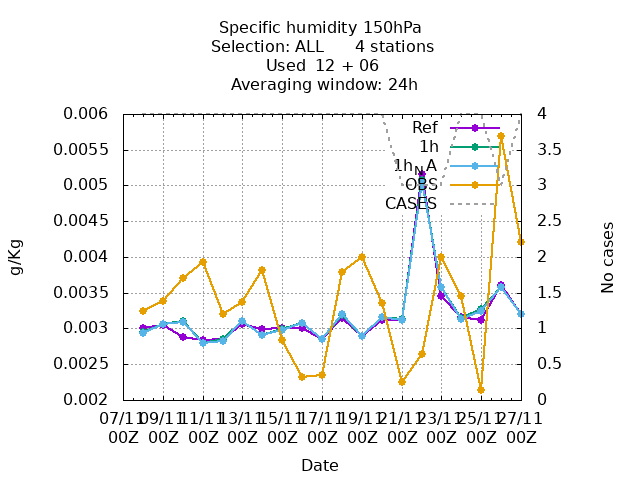 Specific humidity 150hPa
Selection: ALL 4 stations
Used 12 + 06
Averaging window: 24h
0.006
0.0055
0.005
0.0045
0.004
0.0035
0.003
0.0025
0.002
4
3.5
3
2.5
2
1.5
1
0.5
0
g/Kg
No cases
Ref
1h
1h_NA
OBS
CASES
07/11 09/11 11/11 13/11 15/11 17/11 19/11 21/11 23/11 25/11 27/11
00Z 00Z 00Z 00Z 00Z 00Z 00Z 00Z 00Z 00Z 00Z
Date